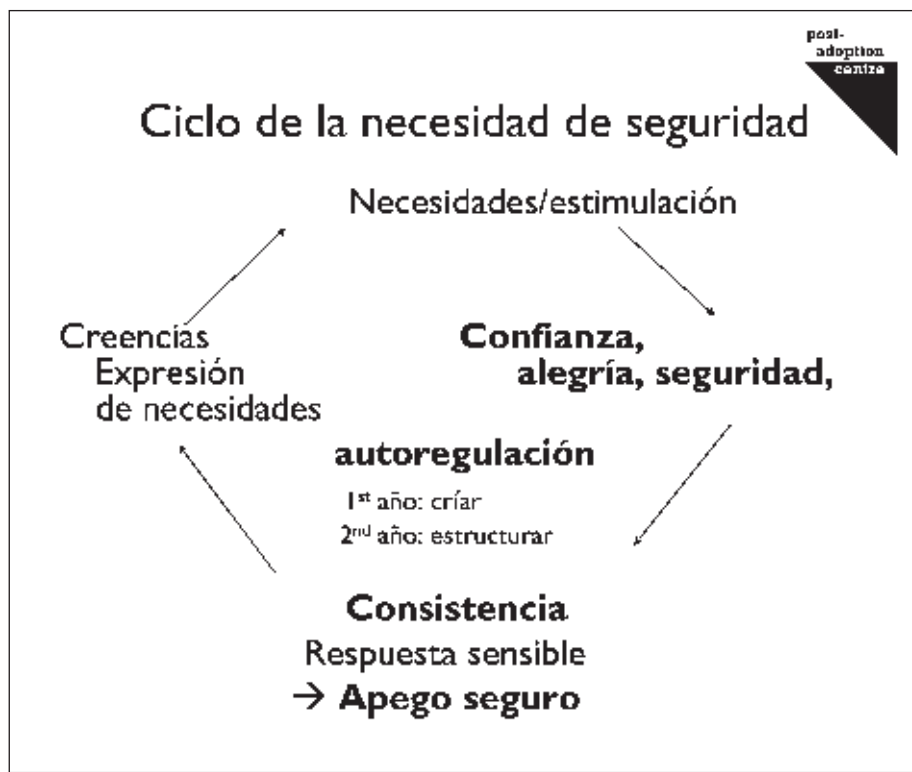 post-
adoption
centre
Ciclo de la necesidad de seguridad
Necesidades/estimulación
Creencías
Expresión
de necesidades
Confianza,
alegría, seguridad,
autoregulación
1st año: críar
2nd año: estructurar
Consistencia
Respuesta sensible
→ Apego seguro